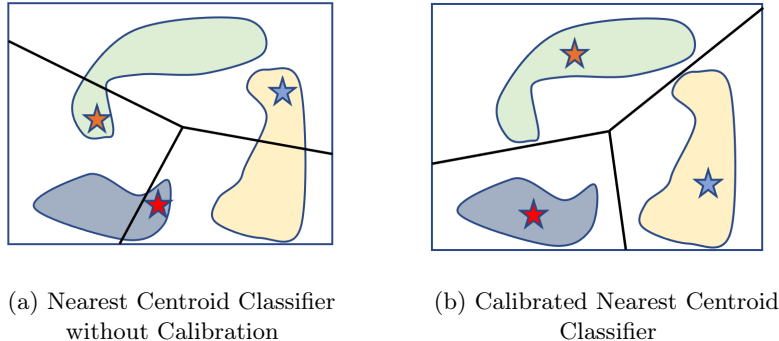 (a) Nearest Centroid Classifier
without Calibration
(b) Calibrated Nearest Centroid
Classifier